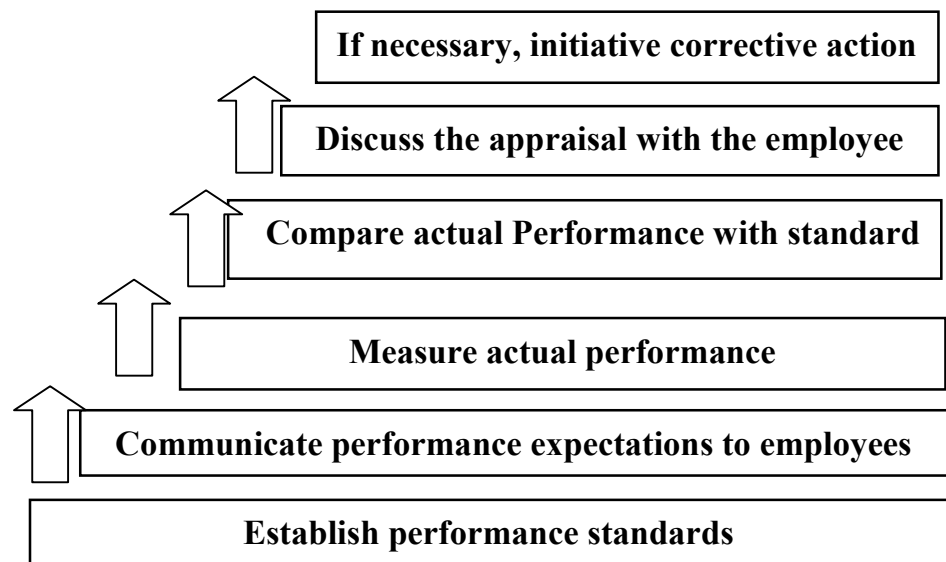 If necessary, initiative corrective action
Discuss the appraisal with the employee
Compare actual Performance with standard
Measure actual performance
Communicate performance expectations to employees
Establish performance standards